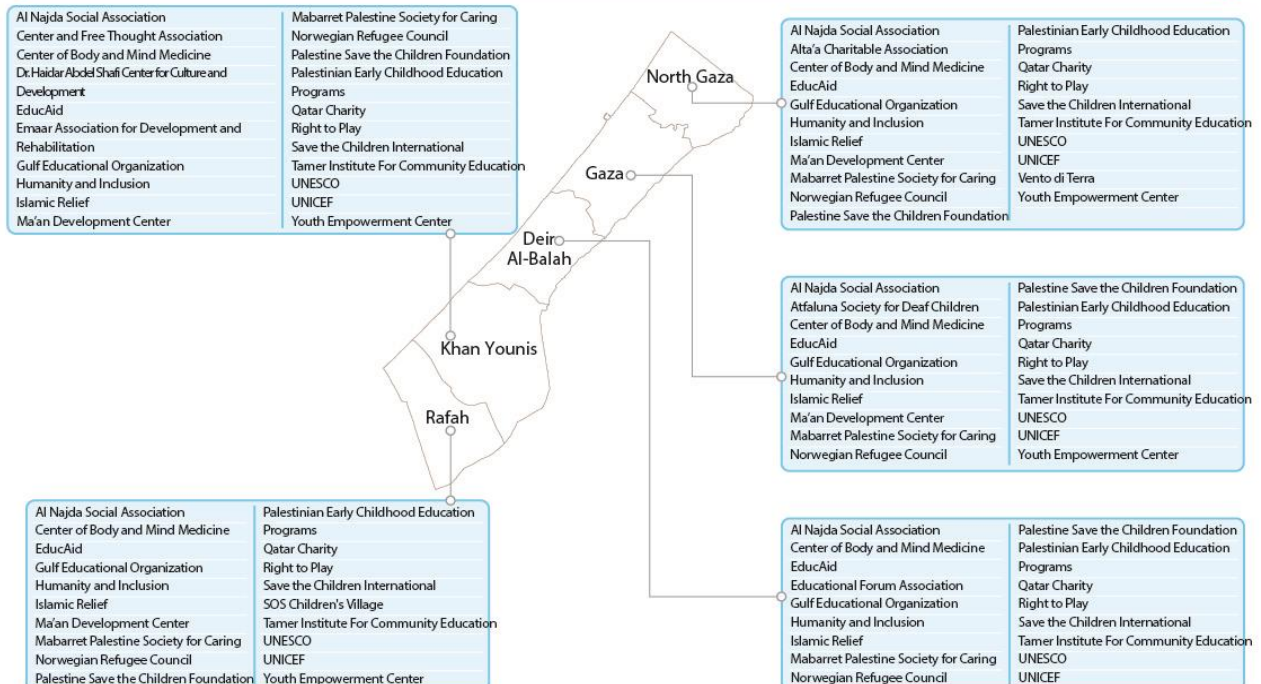 Al Najda Social Association
Center and Free Thought Association
Center of Body and Mind Medicine
Dr.Haidar Abdel Shafi Center for Culture and
Development
EducAid
Emaar Association for Development and
Rehabilitation
Gulf Educational Organization
Humanity and Inclusion
Islamic Relief
Ma'an Development Center
Mabarret Palestine Society for Caring
Norwegian Refugee Council
Palestine Save the Children Foundation
Palestinian Early Childhood Education
Programs
Qatar Charity
Right to Play
Save the Children International
Tamer Institute For Community Education
UNESCO
UNICEF
Youth Empowerment Center
North Gaza
Gaza
Deir
Al-Balah
Khan Younis
Rafah
Al Najda Social Association
Alta'a Charitable Association
Center of Body and Mind Medicine
EducAid
Gulf Educational Organization
Humanity and Inclusion
Islamic Relief
Ma'an Development Center
Mabarret Palestine Society for Caring
Norwegian Refugee Council
Palestine Save the Children Foundation
Palestinian Early Childhood Education
Programs
Qatar Charity
Right to Play
Save the Children International
Tamer Institute For Community Education
UNESCO
UNICEF
Vento di Terra
Youth Empowerment Center
Al Najda Social Association
Atfaluna Society for Deaf Children
Center of Body and Mind Medicine
EducAid
Gulf Educational Organization
Humanity and Inclusion
Islamic Relief
Ma'an Development Center
Mabarret Palestine Society for Caring
Norwegian Refugee Council
Palestine Save the Children Foundation
Palestinian Early Childhood Education
Programs
Qatar Charity
Right to Play
Save the Children International
Tamer Institute For Community Education
UNESCO
UNICEF
Youth Empowerment Center
Al Najda Social Association
Center of Body and Mind Medicine
EducAid
Gulf Educational Organization
Humanity and Inclusion
Islamic Relief
Ma'an Development Center
Mabarret Palestine Society for Caring
Norwegian Refugee Council
Palestine Save the Children Foundation
Palestinian Early Childhood Education
Programs
Qatar Charity
Right to Play
Save the Children International
SOS Children's Village
Tamer Institute For Community Education
UNESCO
UNICEF
Youth Empowerment Center
Al Najda Social Association
Center of Body and Mind Medicine
EducAid
Educational Forum Association
Gulf Educational Organization
Humanity and Inclusion
Islamic Relief
Mabarret Palestine Society for Caring
Norwegian Refugee Council
Palestine Save the Children Foundation
Palestinian Early Childhood Education
Programs
Qatar Charity
Right to Play
Save the Children International
Tamer Institute For Community Education
UNESCO
UNICEF